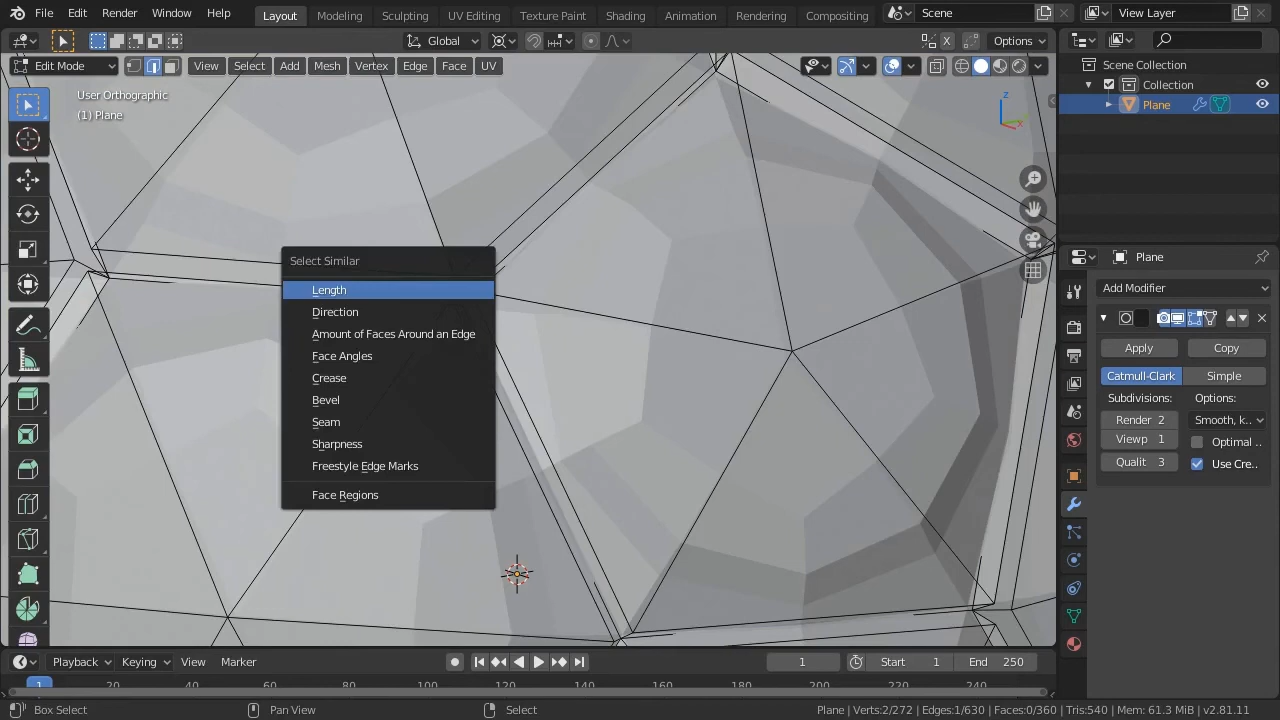 File Edit Render Window Help
Layout Modeling Sculpting UV Editing Texture Paint Shading Animation Rendering Compositing
Scene
View Layer
Global
X
Options
Edit Mode
View Select Add Mesh Vertex Edge Face UV
User Orthographic
(1) Plane
Z
Select Similar
Length
Direction
Amount of Faces Around an Edge
Face Angles
Crease
Bevel
Seam
Sharpness
Freestyle Edge Marks
Face Regions
Scene Collection
Collection
Plane
Plane
Add Modifier
Apply Copy
Catmull-Clark Simple
Subdivisions: Options:
Render 2 Smooth, k..
Viewp 1 Optimal ..
Qualit 3 Use Cre..
Playback Keying View Marker
1
Start 1
End 250
1 20 40 60 80 100 120 140 160 180 200 220 240
Box Select
Pan View
Select
Plane | Verts:2/272 | Edges:1/630 | Faces:0/360 | Tris:540 | Mem: 61.3 MiB | v2.81.11